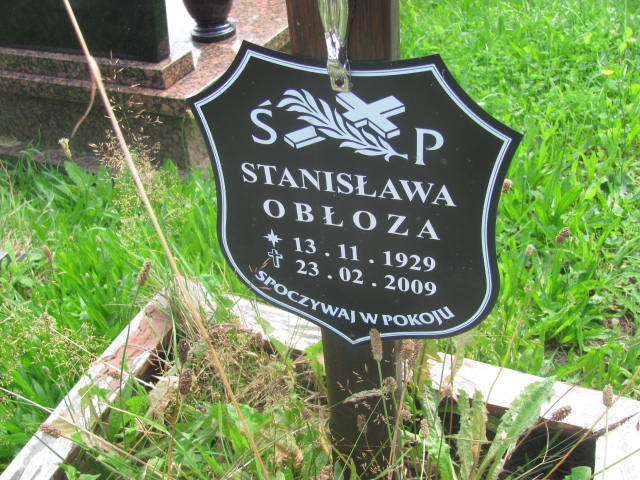 Ś P
STANISŁAWA
OBŁOZA
13.11.1929
23.02.2009
SPOCZYWAJ W POKOJU